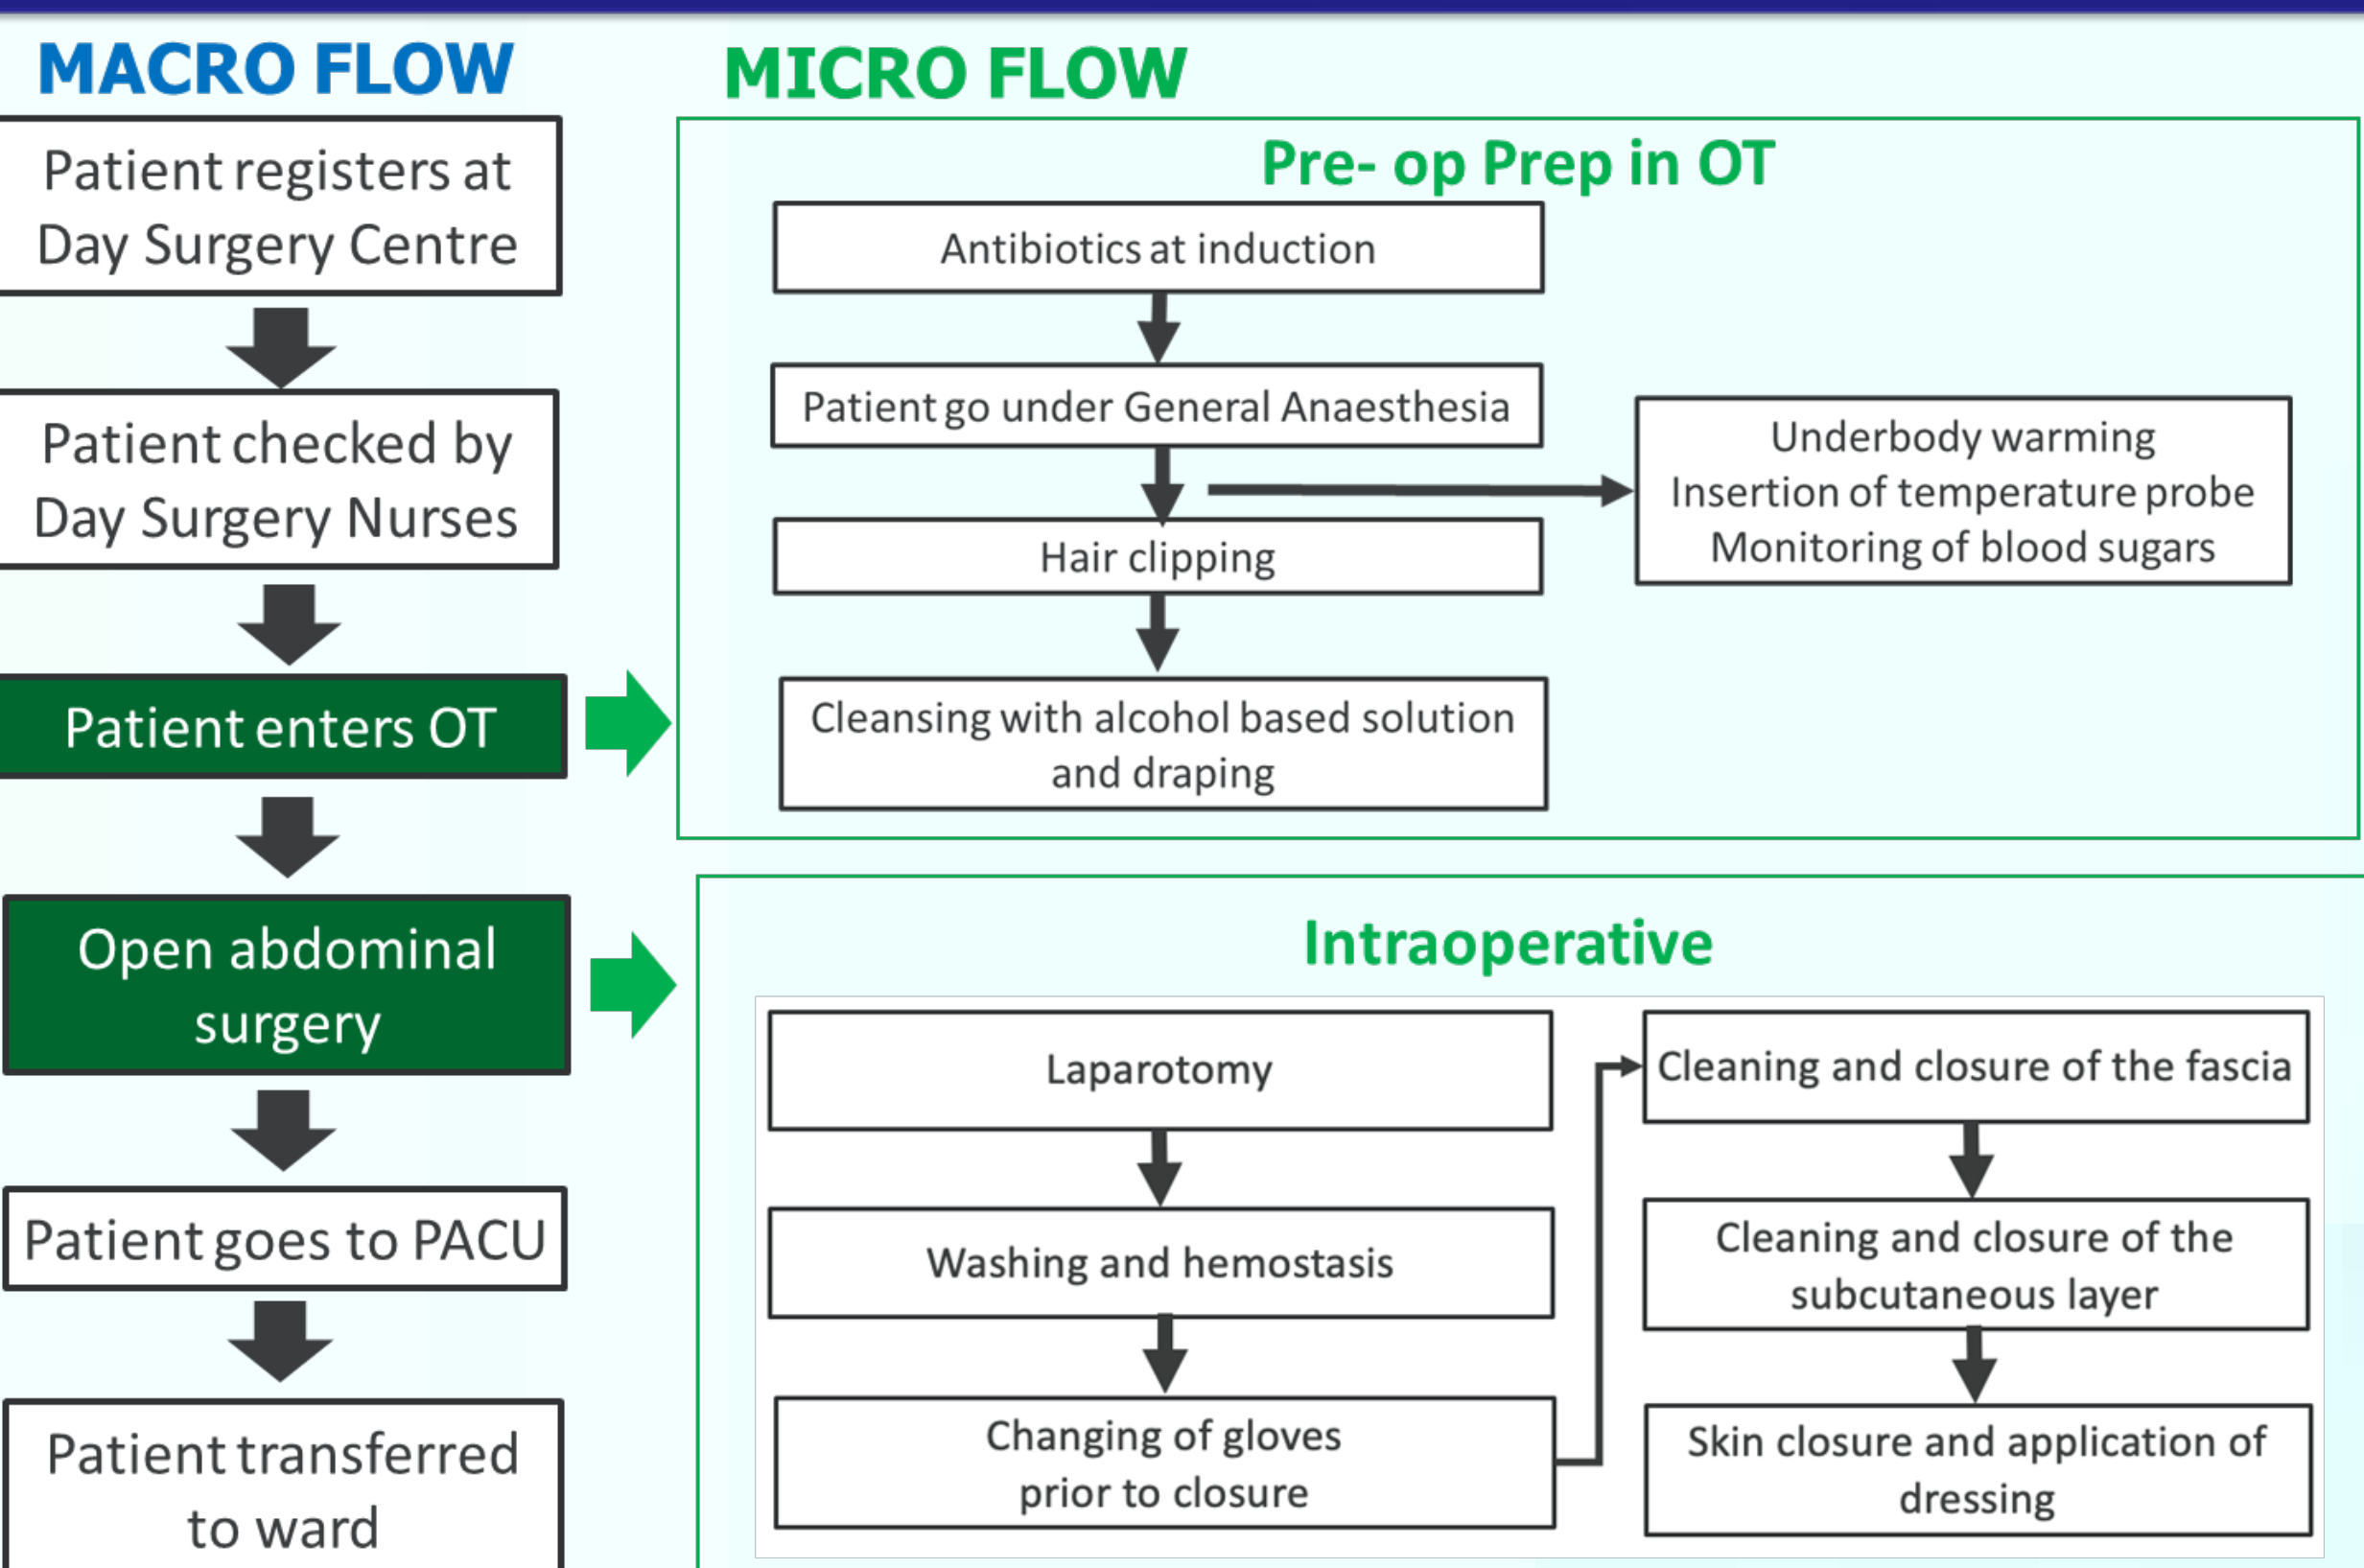 MACRO FLOW
Patient registers at
Day Surgery Centre
Patient checked by
Day Surgery Nurses
Patient enters OT
Open abdominal
surgery
Patient goes to PACU
Patient transferred
to ward
MICRO FLOW
Pre- op Prep in OT
Antibiotics at induction
Patient go under General Anaesthesia
Underbody warming
Insertion of temperature probe
Monitoring of blood sugars
Hair clipping
Cleansing with alcohol based solution
and draping
Intraoperative
Laparotomy
Washing and hemostasis
Changing of gloves
prior to closure
Cleaning and closure of the fascia
Cleaning and closure of the
subcutaneous layer
Skin closure and application of
dressing